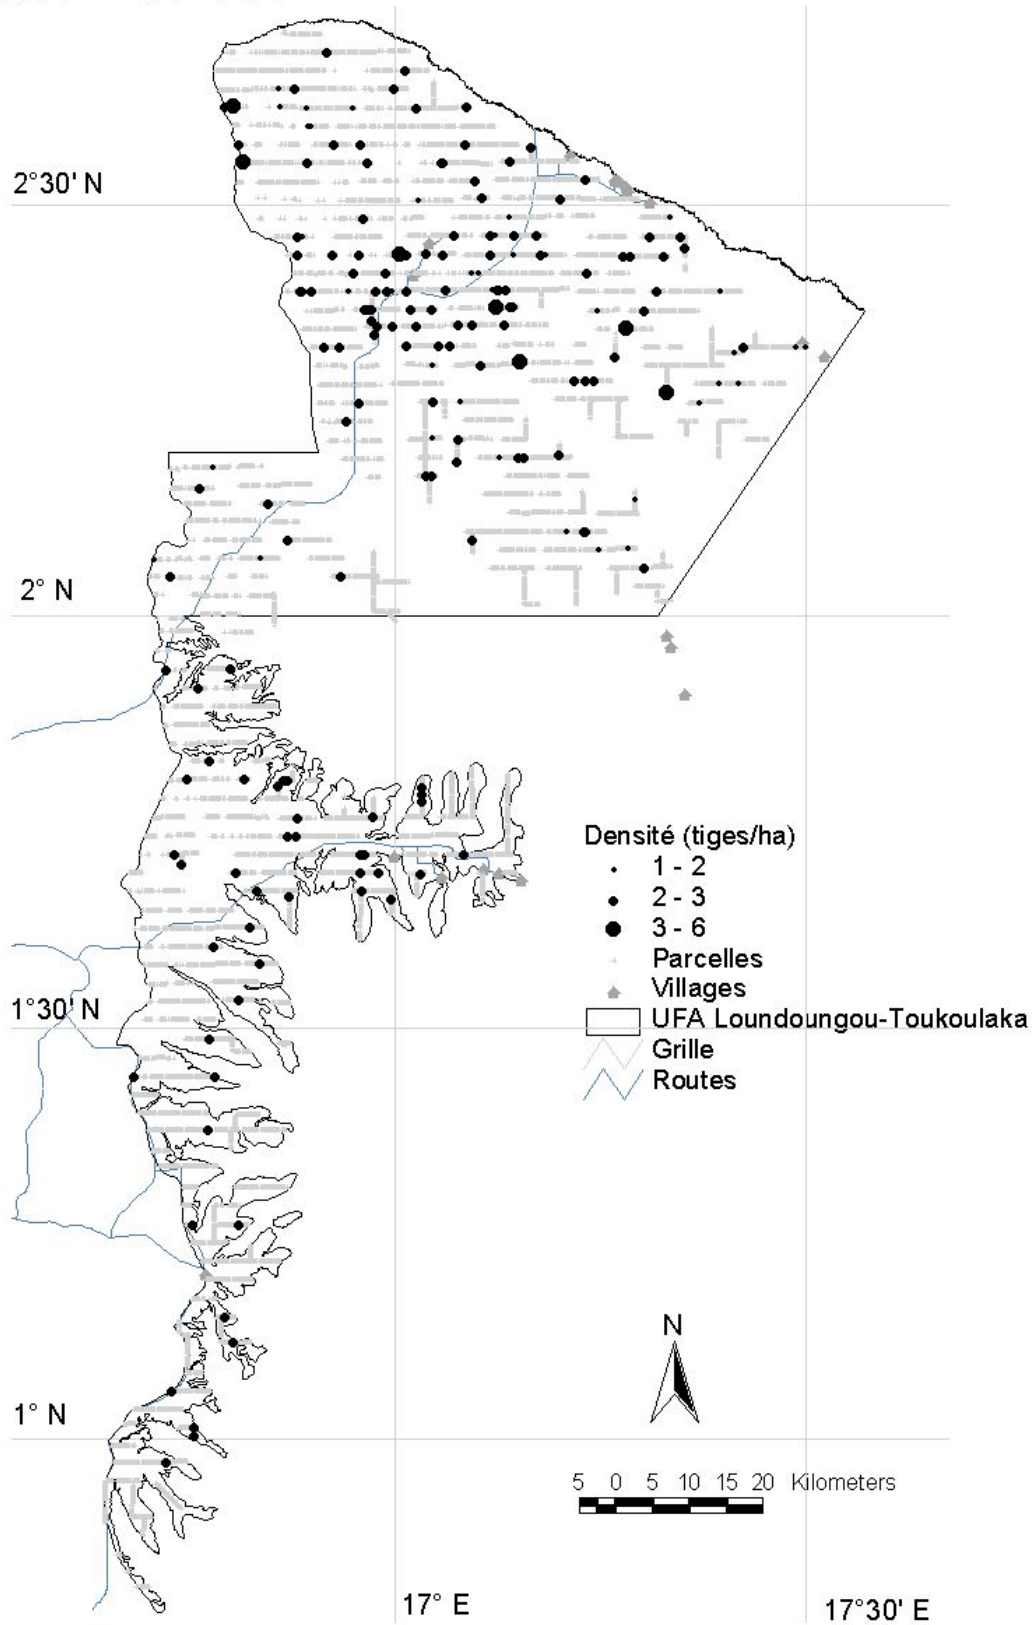 2°30' N
2° N
Densité (tiges/ha)
1 - 2
2 - 3
3 - 6
Parcelles
Villages
1°30' N
UFA Loundoungou-Toukoulaka
Grille
Routes
N
1° N
5 0 5 10 15 20 Kilometers
17° E
17°30' E